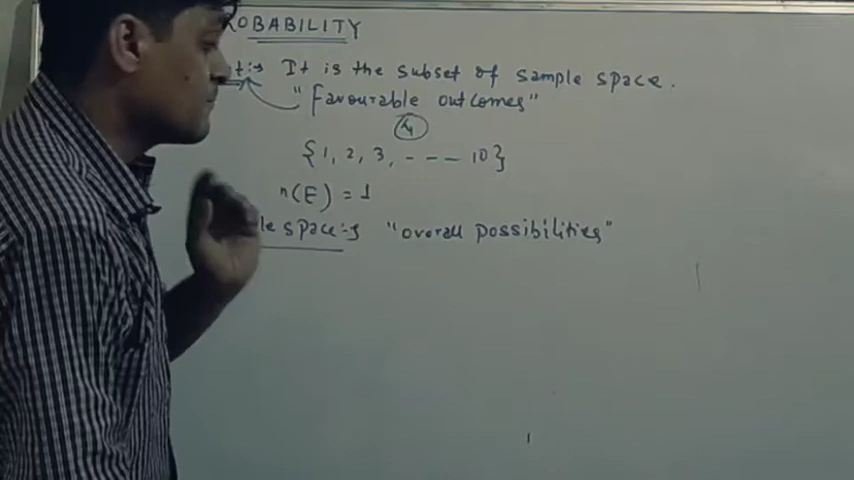 ROBABILITY
It is the subset of sample space.
"favourable outcomes"
4
{1, 2, 3, - - - 10}
n(E) = 1
le space :- "overall possibilities"